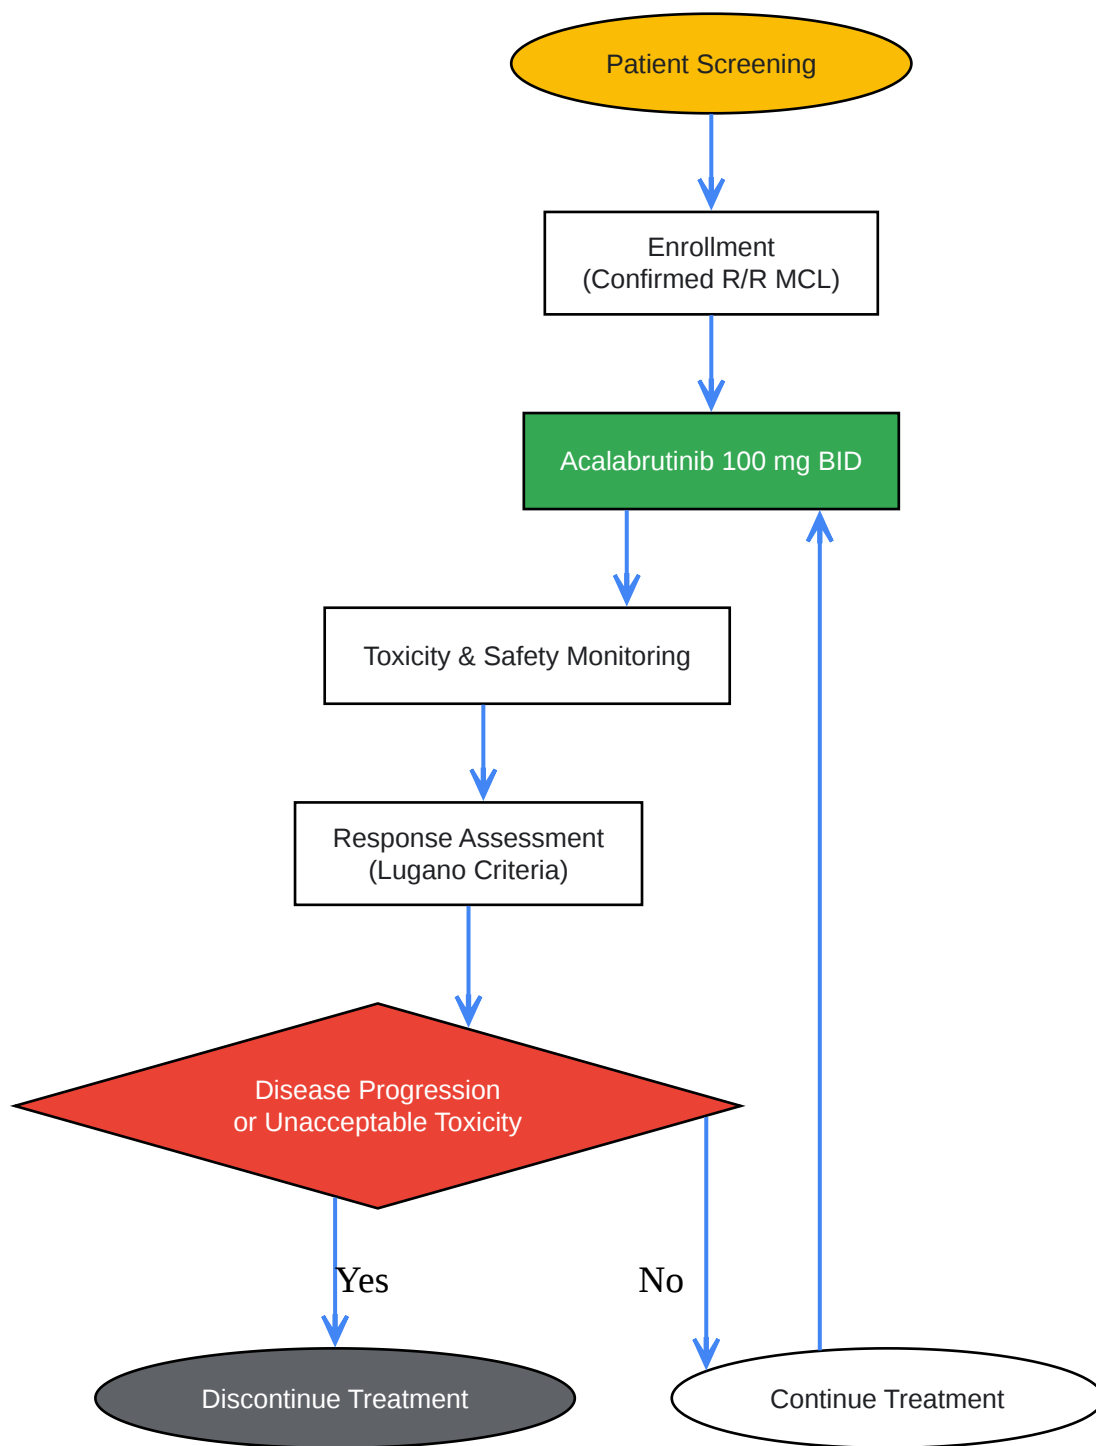 Patient Screening
Enrollment
(Confirmed R/R MCL)
Acalabrutinib 100 mg BID
Toxicity & Safety Monitoring
Response Assessment
(Lugano Criteria)
Disease Progression
or Unacceptable Toxicity
Yes
No
Discontinue Treatment
Continue Treatment